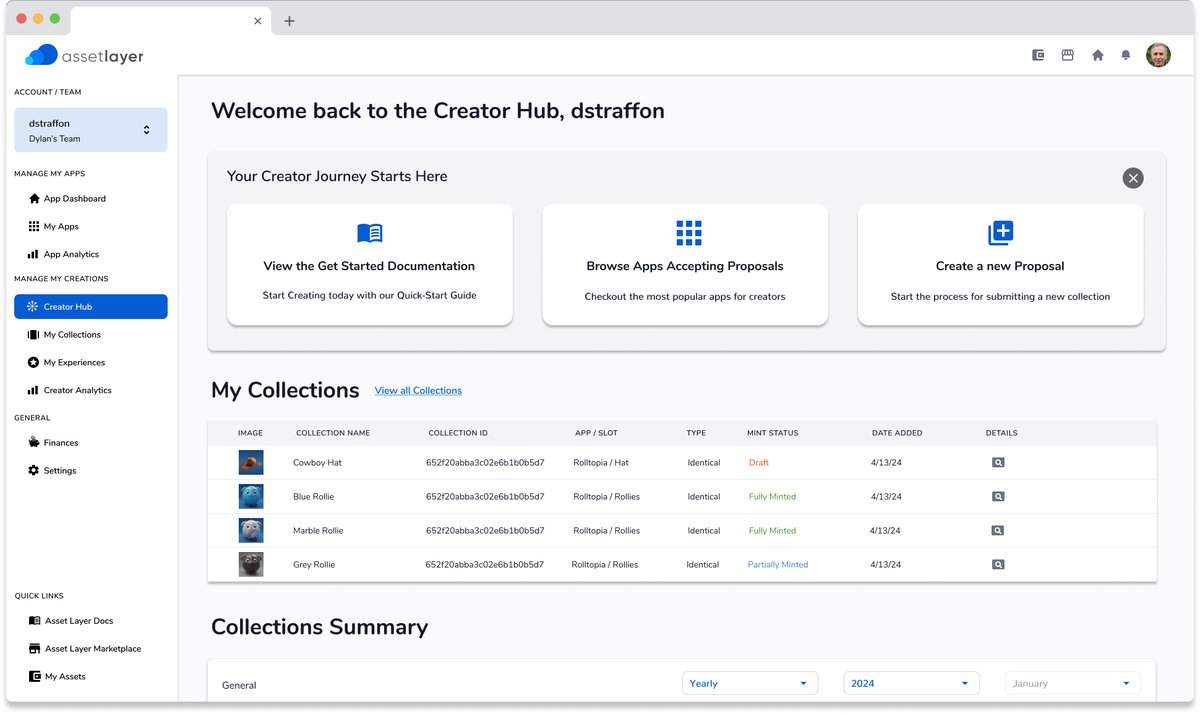 assetlayer
ACCOUNT / TEAM
dstraffon
Dylan's Team
MANAGE MY APPS
App Dashboard
My Apps
App Analytics
MANAGE MY CREATIONS
Creator Hub
My Collections
My Experiences
Creator Analytics
GENERAL
Finances
Settings
QUICK LINKS
Asset Layer Docs
Asset Layer Marketplace
My Assets
Welcome back to the Creator Hub, dstraffon
Your Creator Journey Starts Here
View the Get Started Documentation
Start Creating today with our Quick-Start Guide
Browse Apps Accepting Proposals
Checkout the most popular apps for creators
Create a new Proposal
Start the process for submitting a new collection
My Collections View all Collections
IMAGE COLLECTION NAME COLLECTION ID APP / SLOT TYPE MINT STATUS DATE ADDED DETAILS
Cowboy Hat 652f20abba3c02e6b1b0b5d7 Rolltopia / Hat Identical Draft 4/13/24
Blue Rollie 652f20abba3c02e6b1b0b5d7 Rolltopia / Rollies Identical Fully Minted 4/13/24
Marble Rollie 652f20abba3c02e6b1b0b5d7 Rolltopia / Rollies Identical Fully Minted 4/13/24
Grey Rollie 652f20abba3c02e6b1b0b5d7 Rolltopia / Rollies Identical Partially Minted 4/13/24
Collections Summary
General Yearly 2024 January